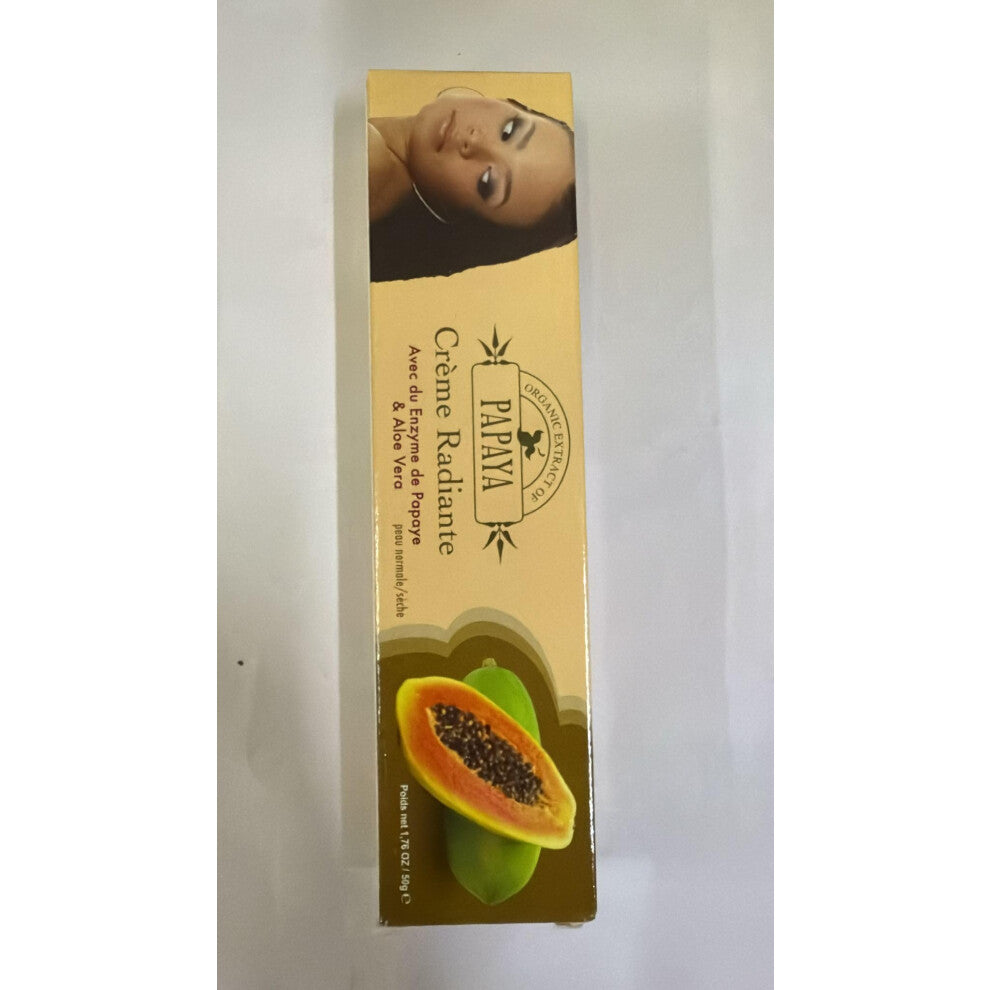 ORGANIC EXTRACT OF
PAPAYA
Crème Radiante
Avec du Enzyme de Papaye
& Aloe Vera
peau normale/sèche
Poids net 1,76 OZ / 50g ℮